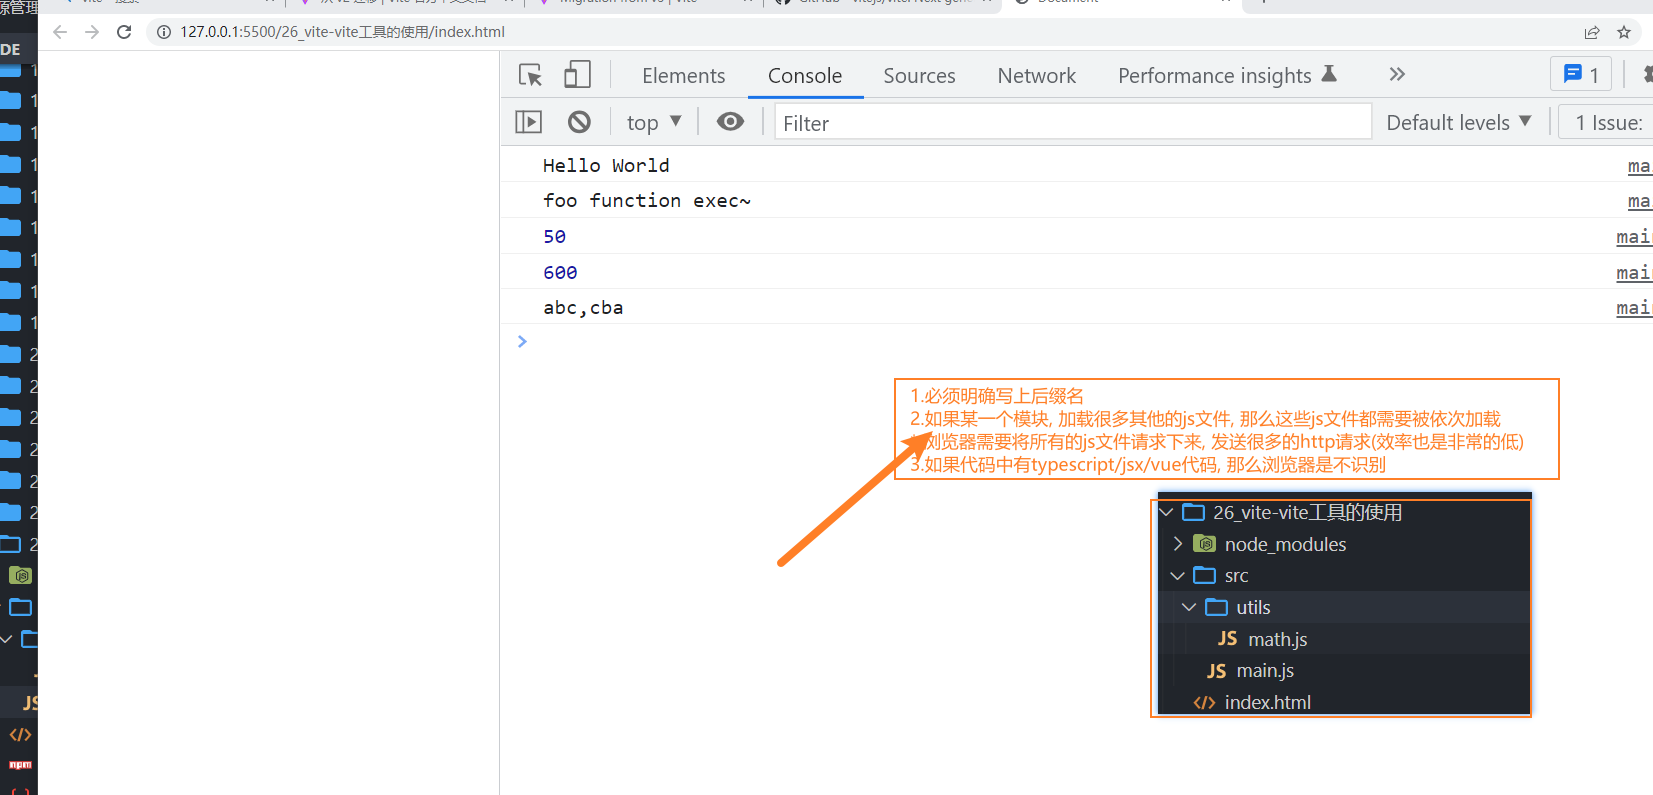 源管理
DE
127.0.0.1:5500/26_vite-vite工具的使用/index.html
Elements Console Sources Network Performance insights 1
top Filter Default levels 1 Issue:
Hello World
foo function exec~
50
600
abc,cba
1.必须明确写上后缀名
2.如果某一个模块, 加载很多其他的js文件, 那么这些js文件都需要被依次加载
浏览器需要将所有的js文件请求下来, 发送很多的http请求(效率也是非常的低)
3.如果代码中有typescript/jsx/vue代码, 那么浏览器是不识别
26_vite-vite工具的使用
node_modules
src
utils
JS math.js
JS main.js
</> index.html